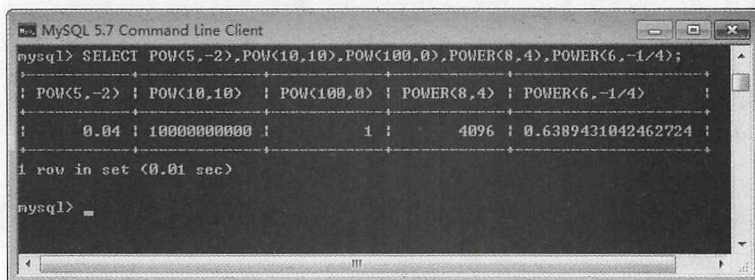 MySQL 5.7 Command Line Client
mysql> SELECT POW(5,-2),POW(10,10),POW(100,0),POWER(8,4),POWER(6,-1/4);
| POW(5,-2) | POW(10,10) | POW(100,0) | POWER(8,4) | POWER(6,-1/4) |
| 0.04 | 10000000000 | 1 | 4096 | 0.6389431042462724 |
1 row in set (0.01 sec)
mysql>